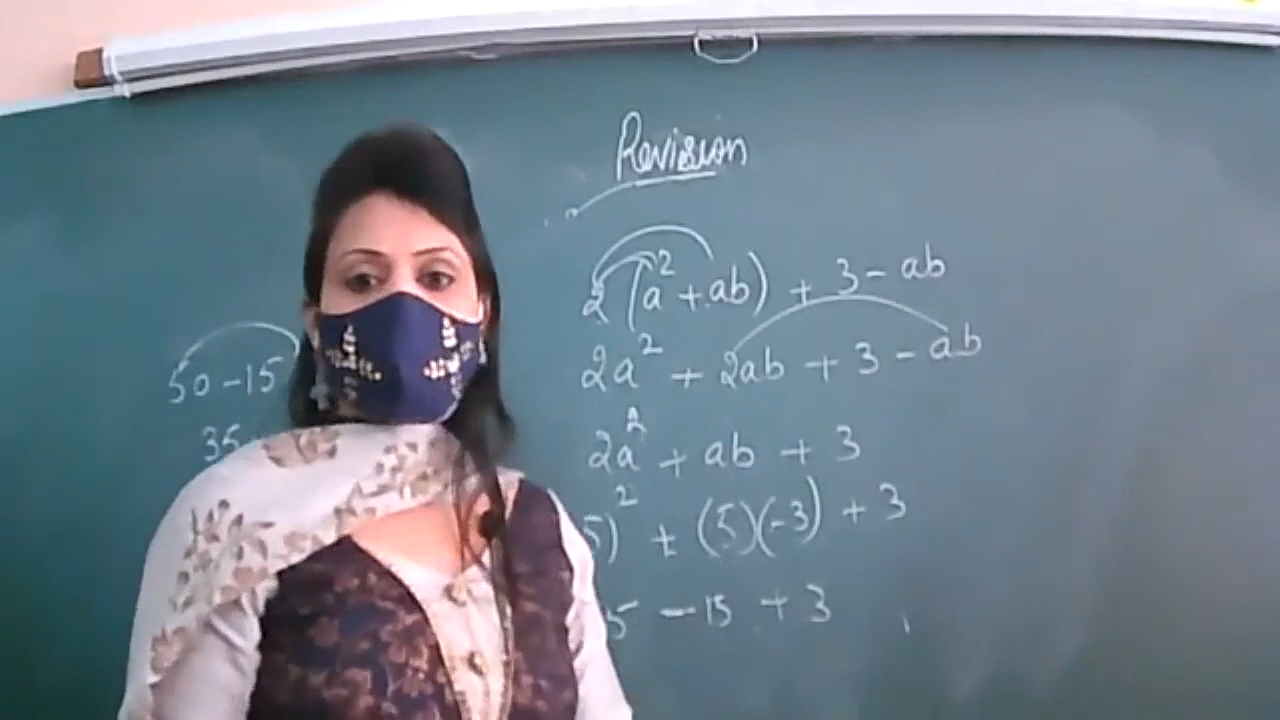 Revision
2 (a² + ab) + 3 - ab
2a² + 2ab + 3 - ab
2a² + ab + 3
5)² + (5)(-3) + 3
5 - 15 + 3
50 - 15
35